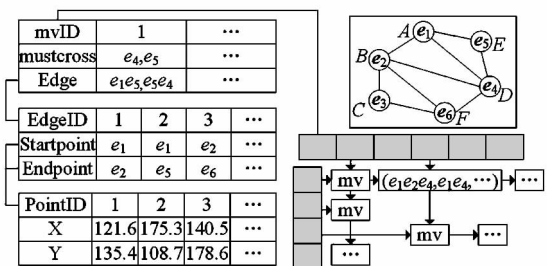 mvID 1 ⋯
mustcross e4,e5 ⋯
Edge e1e5,e5e4 ⋯
EdgeID 1 2 3 ⋯
Startpoint e1 e1 e2 ⋯
Endpoint e2 e5 e6 ⋯
PointID 1 2 3 ⋯
X 121.6 175.3 140.5 ⋯
Y 135.4 108.7 178.6 ⋯
A e1
e5 E
B e2
e4 D
C e3
e6 F
mv (e1e2e4,e1e4,⋯) ⋯
mv
mv ⋯
⋯